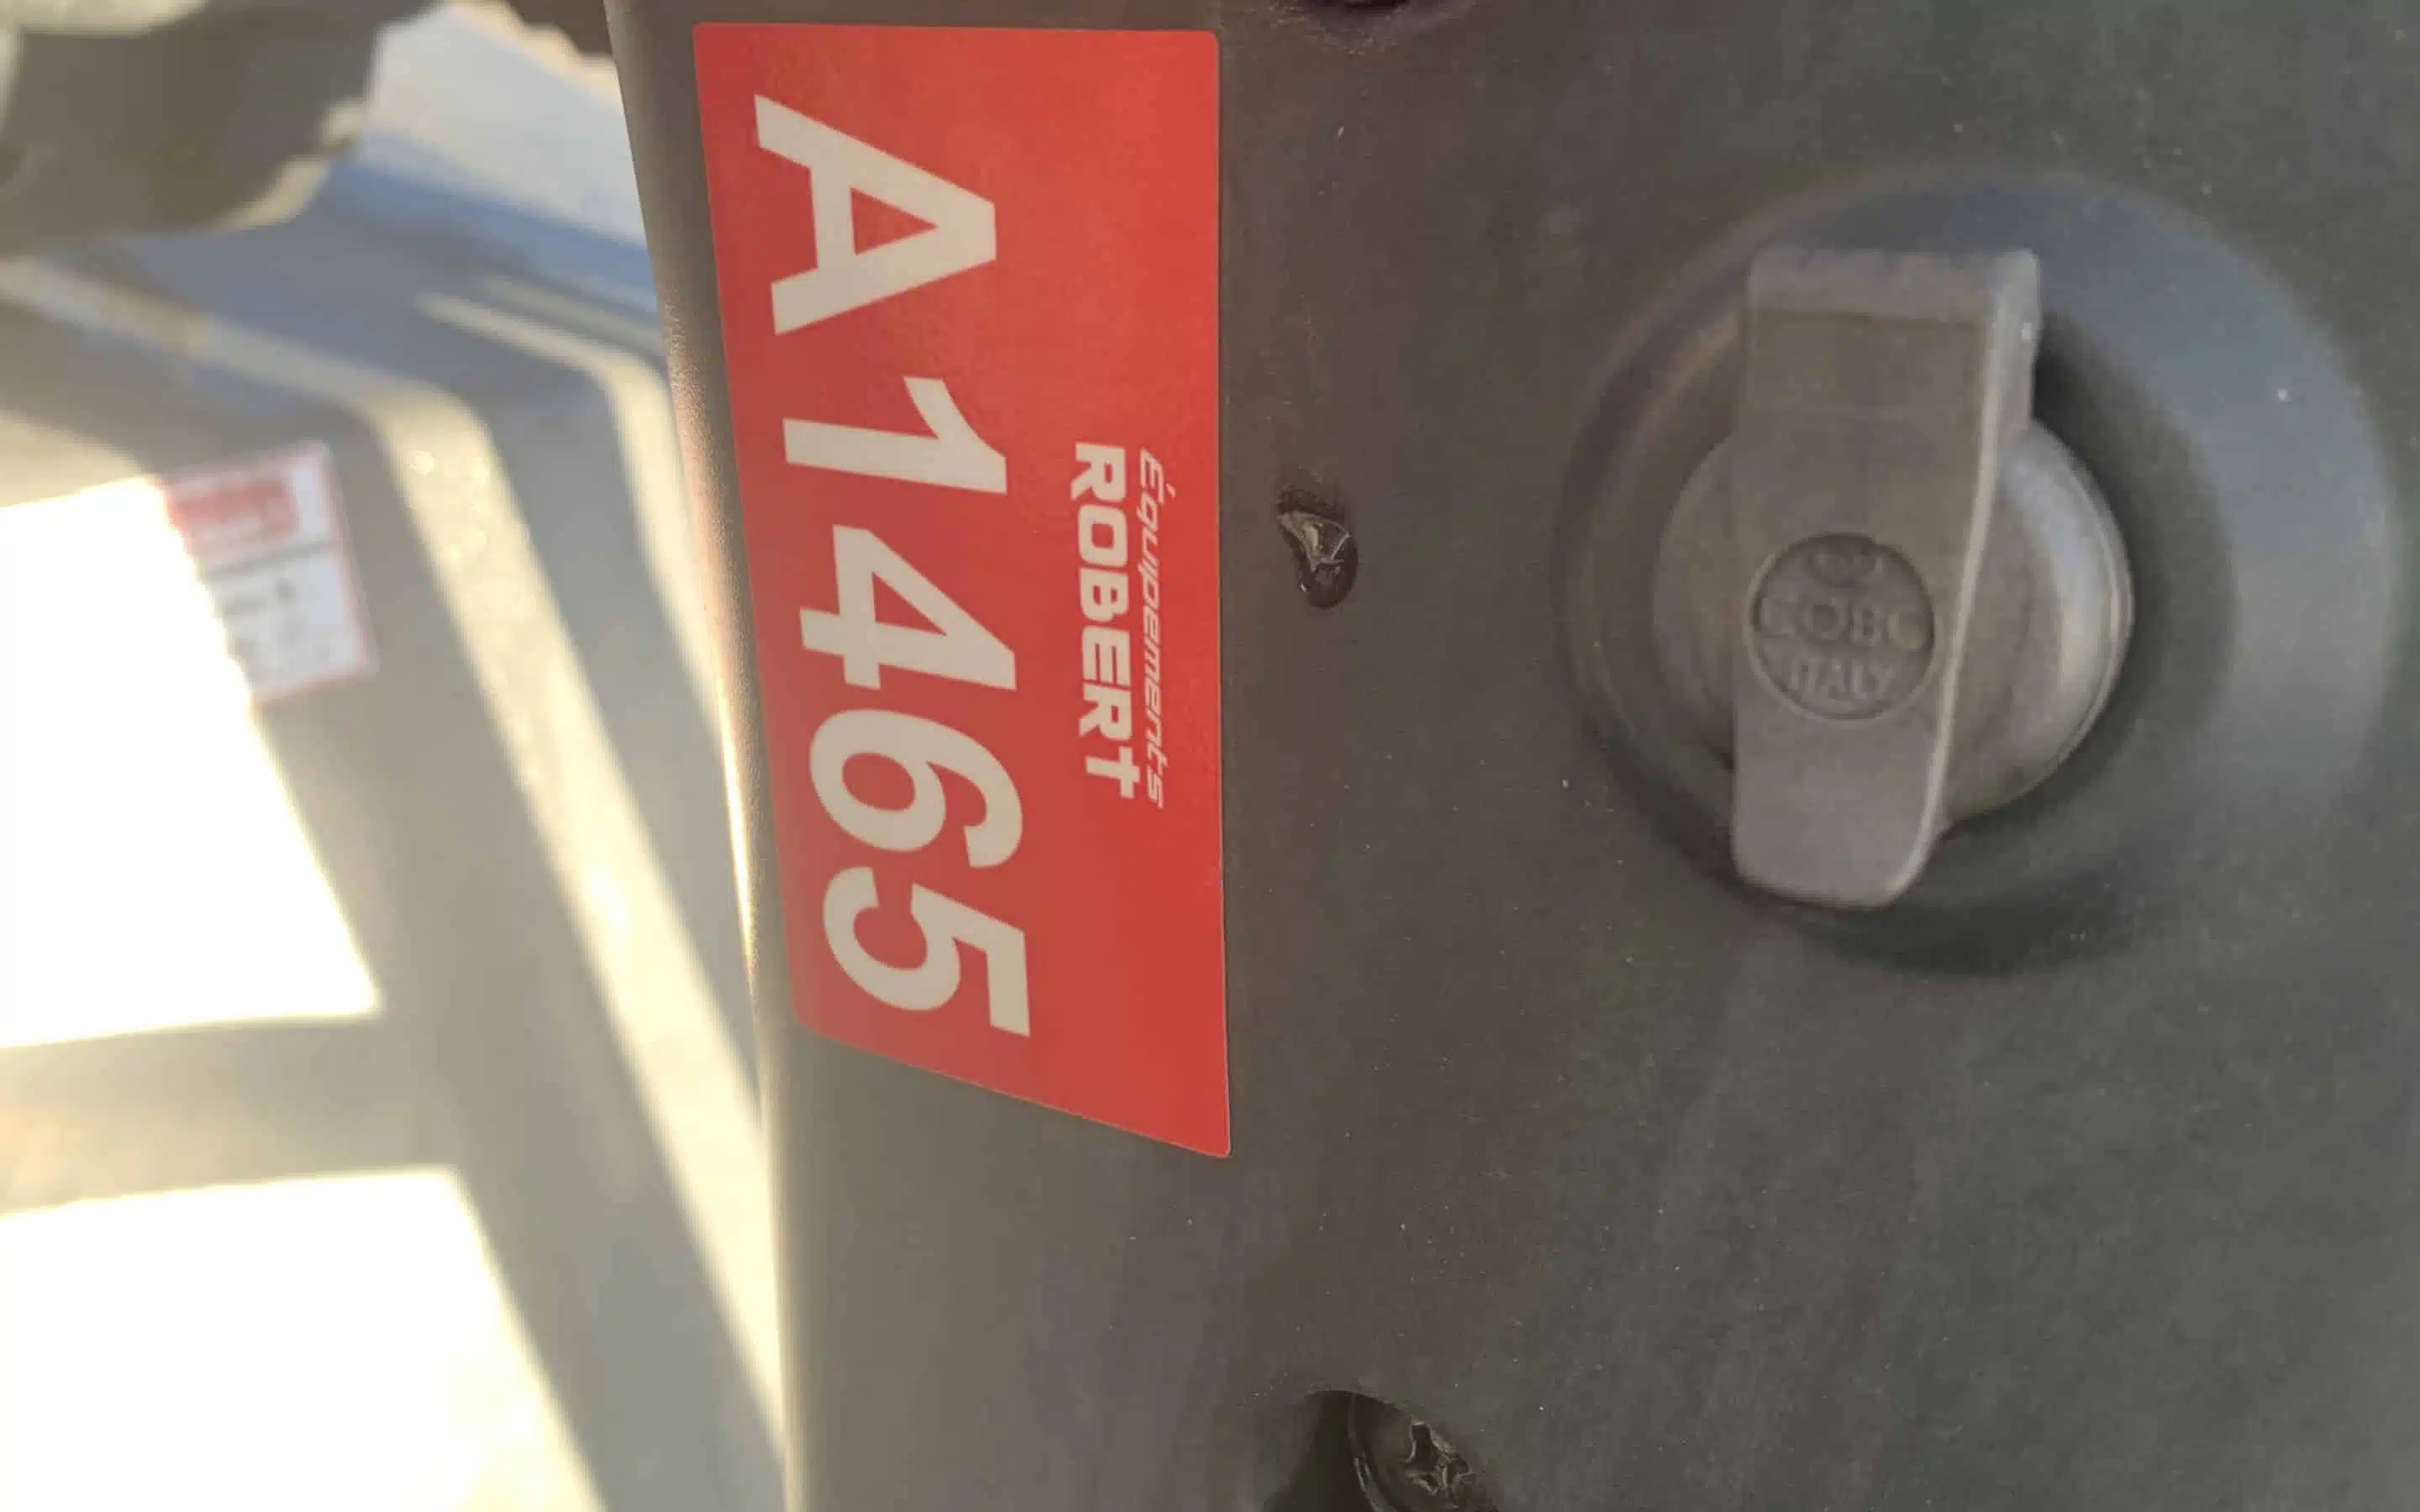 Équipements
ROBERT
A1465
COBO
ITALY